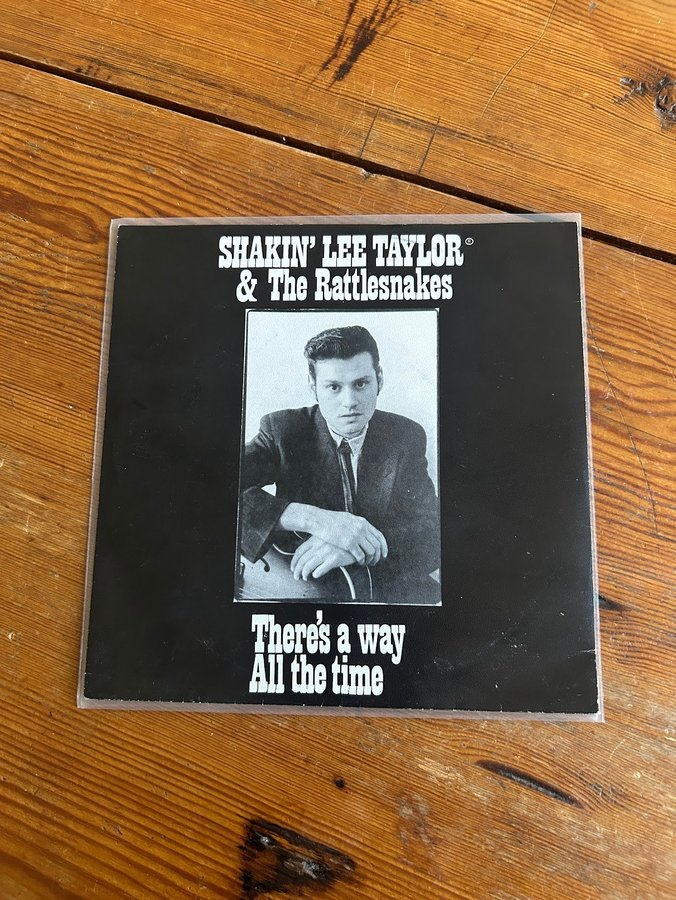 SHAKIN' LEE TAYLOR®
& The Rattlesnakes
There's a way
All the time